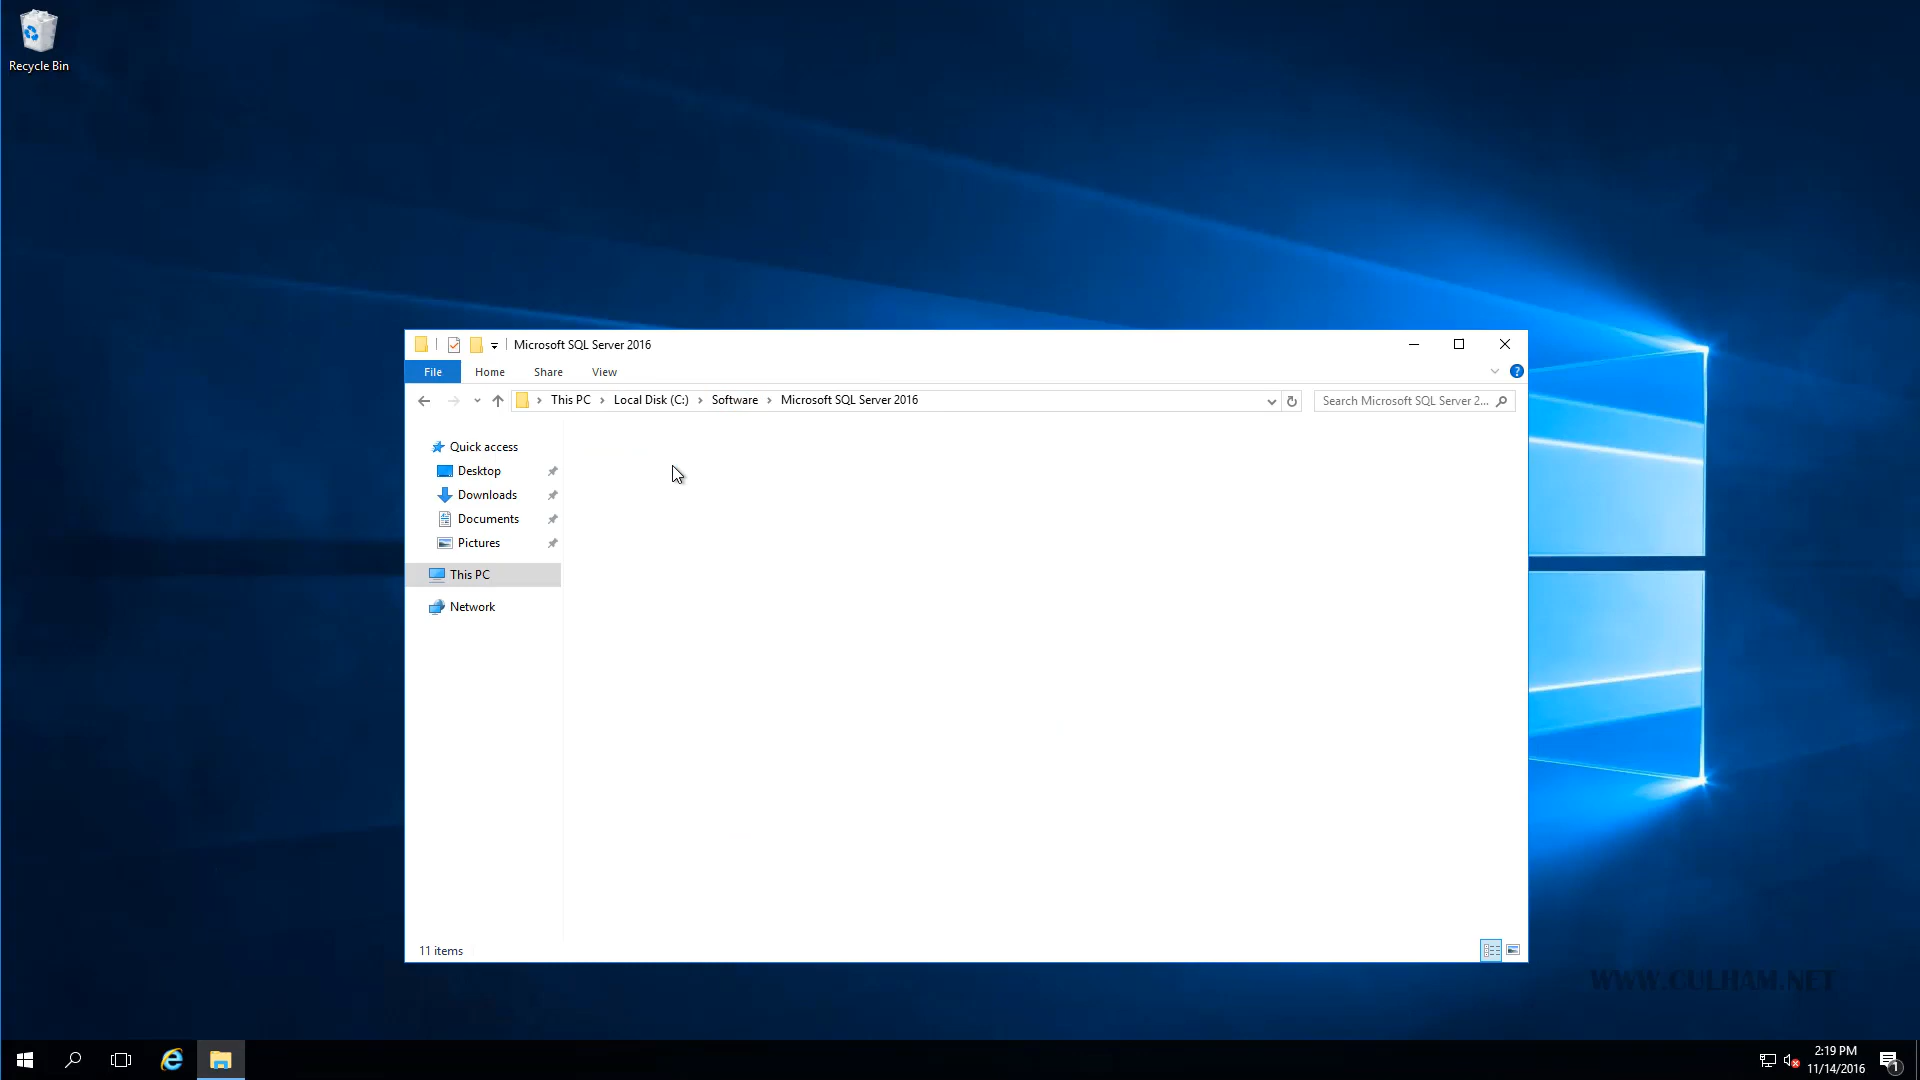 Recycle Bin
Microsoft SQL Server 2016
File Home Share View
This PC Local Disk (C:) Software Microsoft SQL Server 2016
Search Microsoft SQL Server 2...
Quick access
Desktop
Downloads
Documents
Pictures
This PC
Network
11 items
WWW.CULHAM.NET
2:19 PM
11/14/2016
1